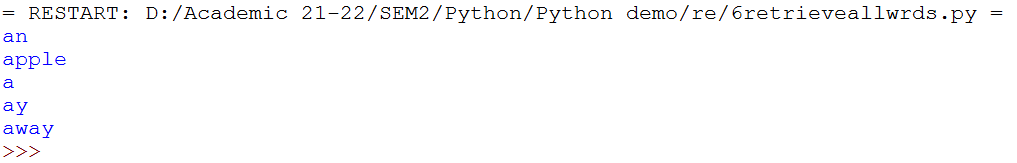 = RESTART: D:/Academic 21-22/SEM2/Python/Python demo/re/6retrieveallwrds.py =
an
apple
a
ay
away
>>>